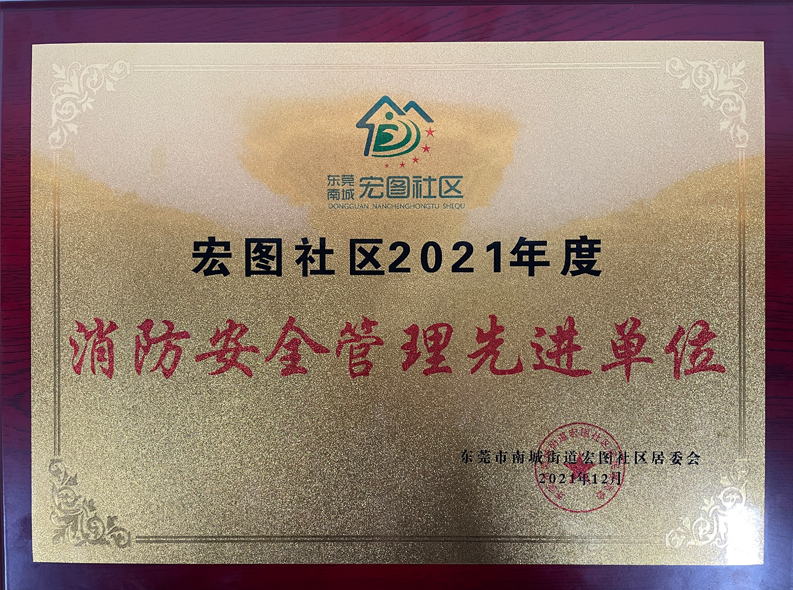 东莞
南城
宏图社区
DONGGUAN NANCHENGHONGTU SHEQU
宏图社区2021年度
消防安全管理先进单位
东莞市南城街道宏图社区居委会
2021年12月